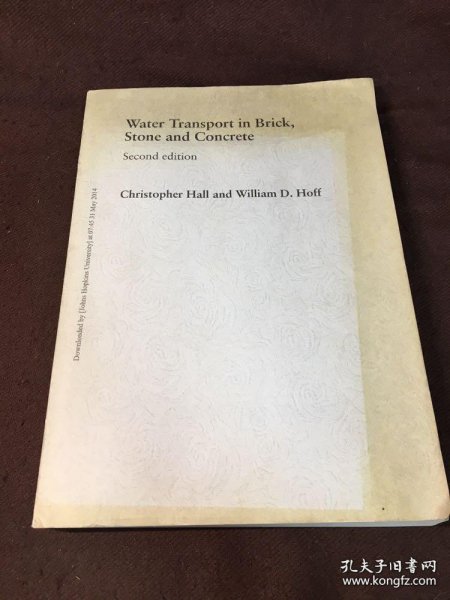 Water Transport in Brick,
Stone and Concrete
Second edition
Christopher Hall and William D. Hoff
Downloaded by [Johns Hopkins University] at 07:45 31 May 2014
孔夫子旧书网
www.kongfz.com